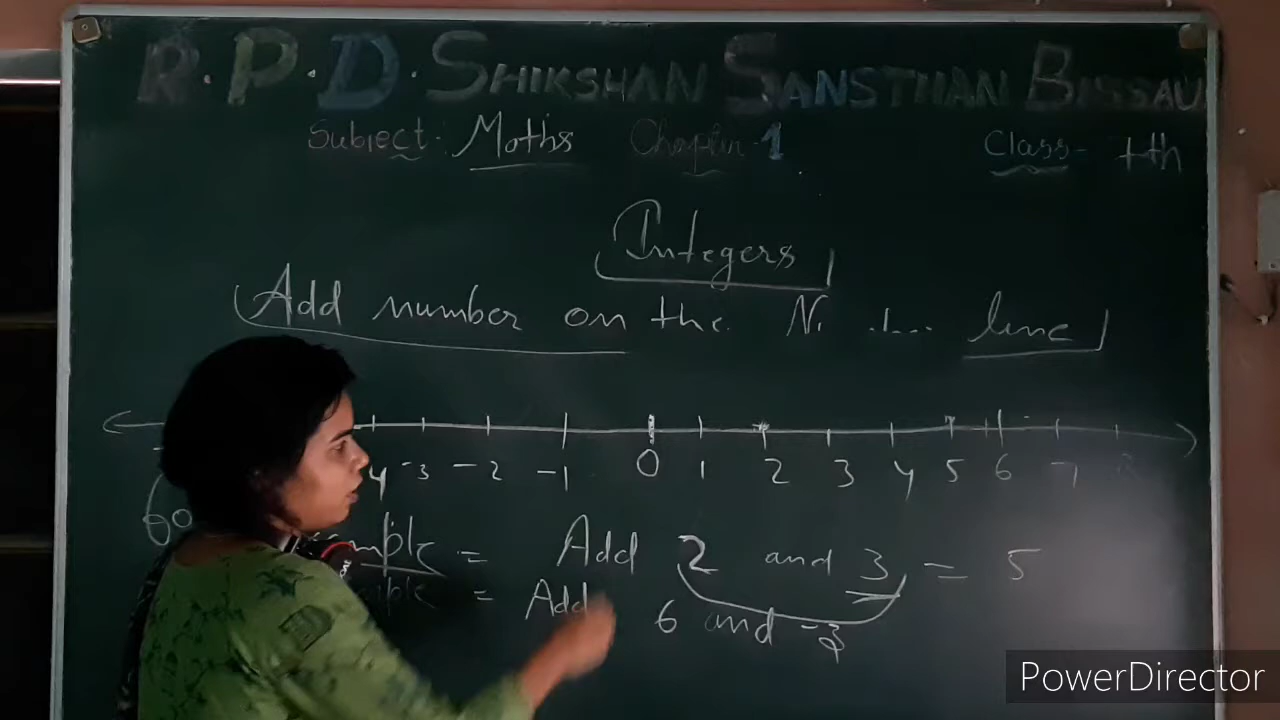 R.P.D. SHIKSHAN SANSTHAN BISSAU
Subject:- Maths Chapter-1 Class- 7th
Integers
Add number on the N. .... line
4 -3 -2 -1 0 1 2 3 4 5 6 7 8
60
= Add 2 and 3 = 5
= Add 6 and -3
PowerDirector